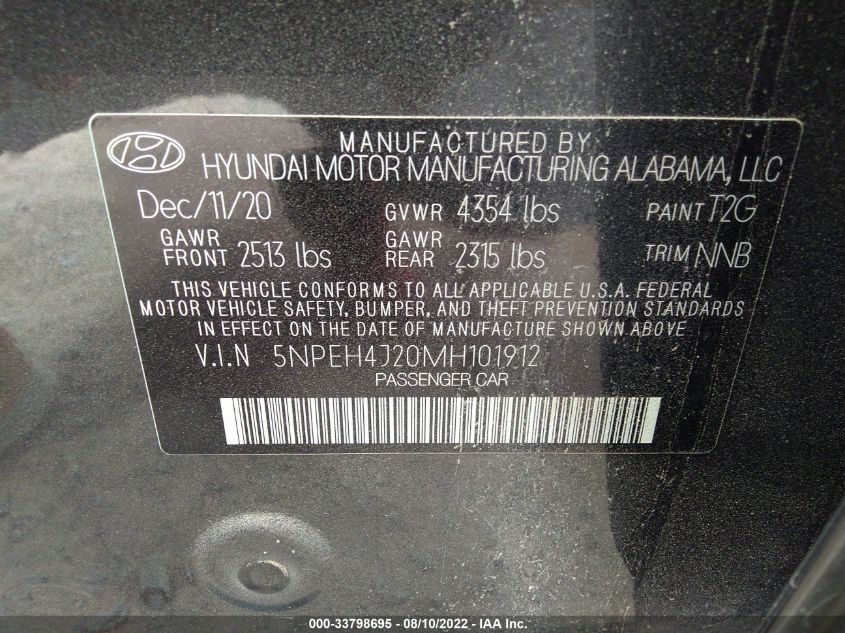 MANUFACTURED BY
HYUNDAI MOTOR MANUFACTURING ALABAMA, LLC
Dec/11/20 GVWR 4354 lbs PAINT T2G
GAWR FRONT 2513 lbs GAWR REAR 2315 lbs TRIM NNB
THIS VEHICLE CONFORMS TO ALL APPLICABLE U.S.A. FEDERAL
MOTOR VEHICLE SAFETY, BUMPER, AND THEFT PREVENTION STANDARDS
IN EFFECT ON THE DATE OF MANUFACTURE SHOWN ABOVE
V.I.N 5NPEH4J20MH101912
PASSENGER CAR
000-33798695 - 08/10/2022 - IAA Inc.